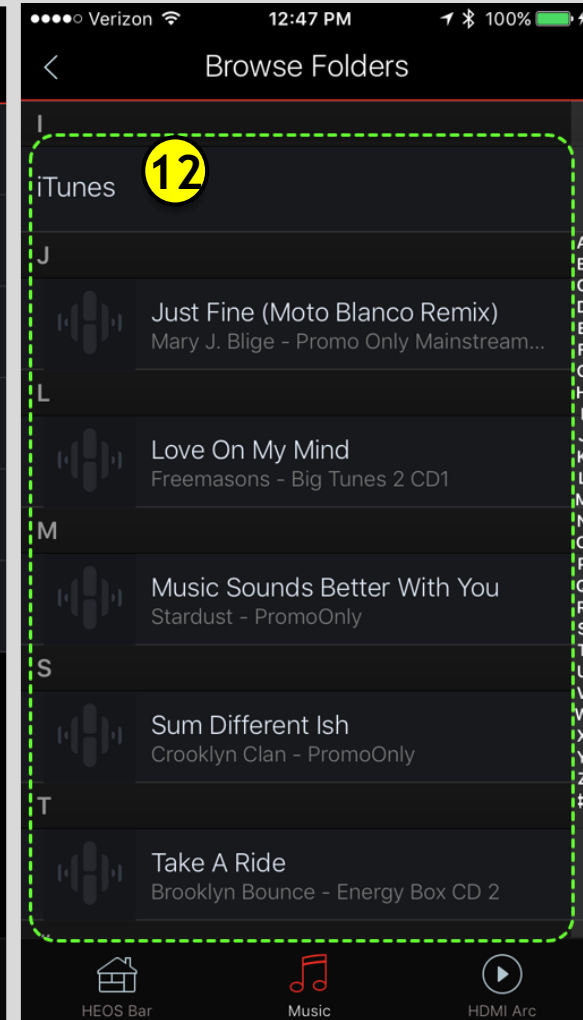 Verizon 12:47 PM 100%
Browse Folders
I
12
iTunes
J
Just Fine (Moto Blanco Remix)
Mary J. Blige - Promo Only Mainstream...
L
Love On My Mind
Freemasons - Big Tunes 2 CD1
M
Music Sounds Better With You
Stardust - PromoOnly
S
Sum Different Ish
Crooklyn Clan - PromoOnly
T
Take A Ride
Brooklyn Bounce - Energy Box CD 2
A
B
C
D
E
F
G
H
I
J
K
L
M
N
O
P
Q
R
S
T
U
V
W
X
Y
Z
#
HEOS Bar Music HDMI Arc